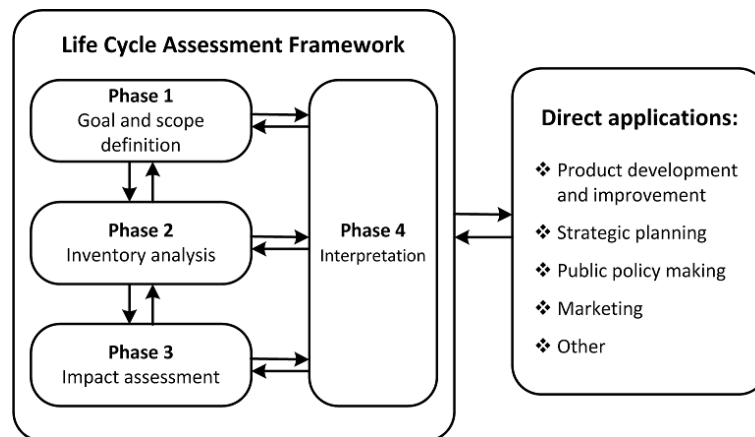 Life Cycle Assessment Framework
Phase 1
Goal and scope
definition
Phase 2
Inventory analysis
Phase 3
Impact assessment
Phase 4
Interpretation
Direct applications:
❖ Product development
and improvement
❖ Strategic planning
❖ Public policy making
❖ Marketing
❖ Other